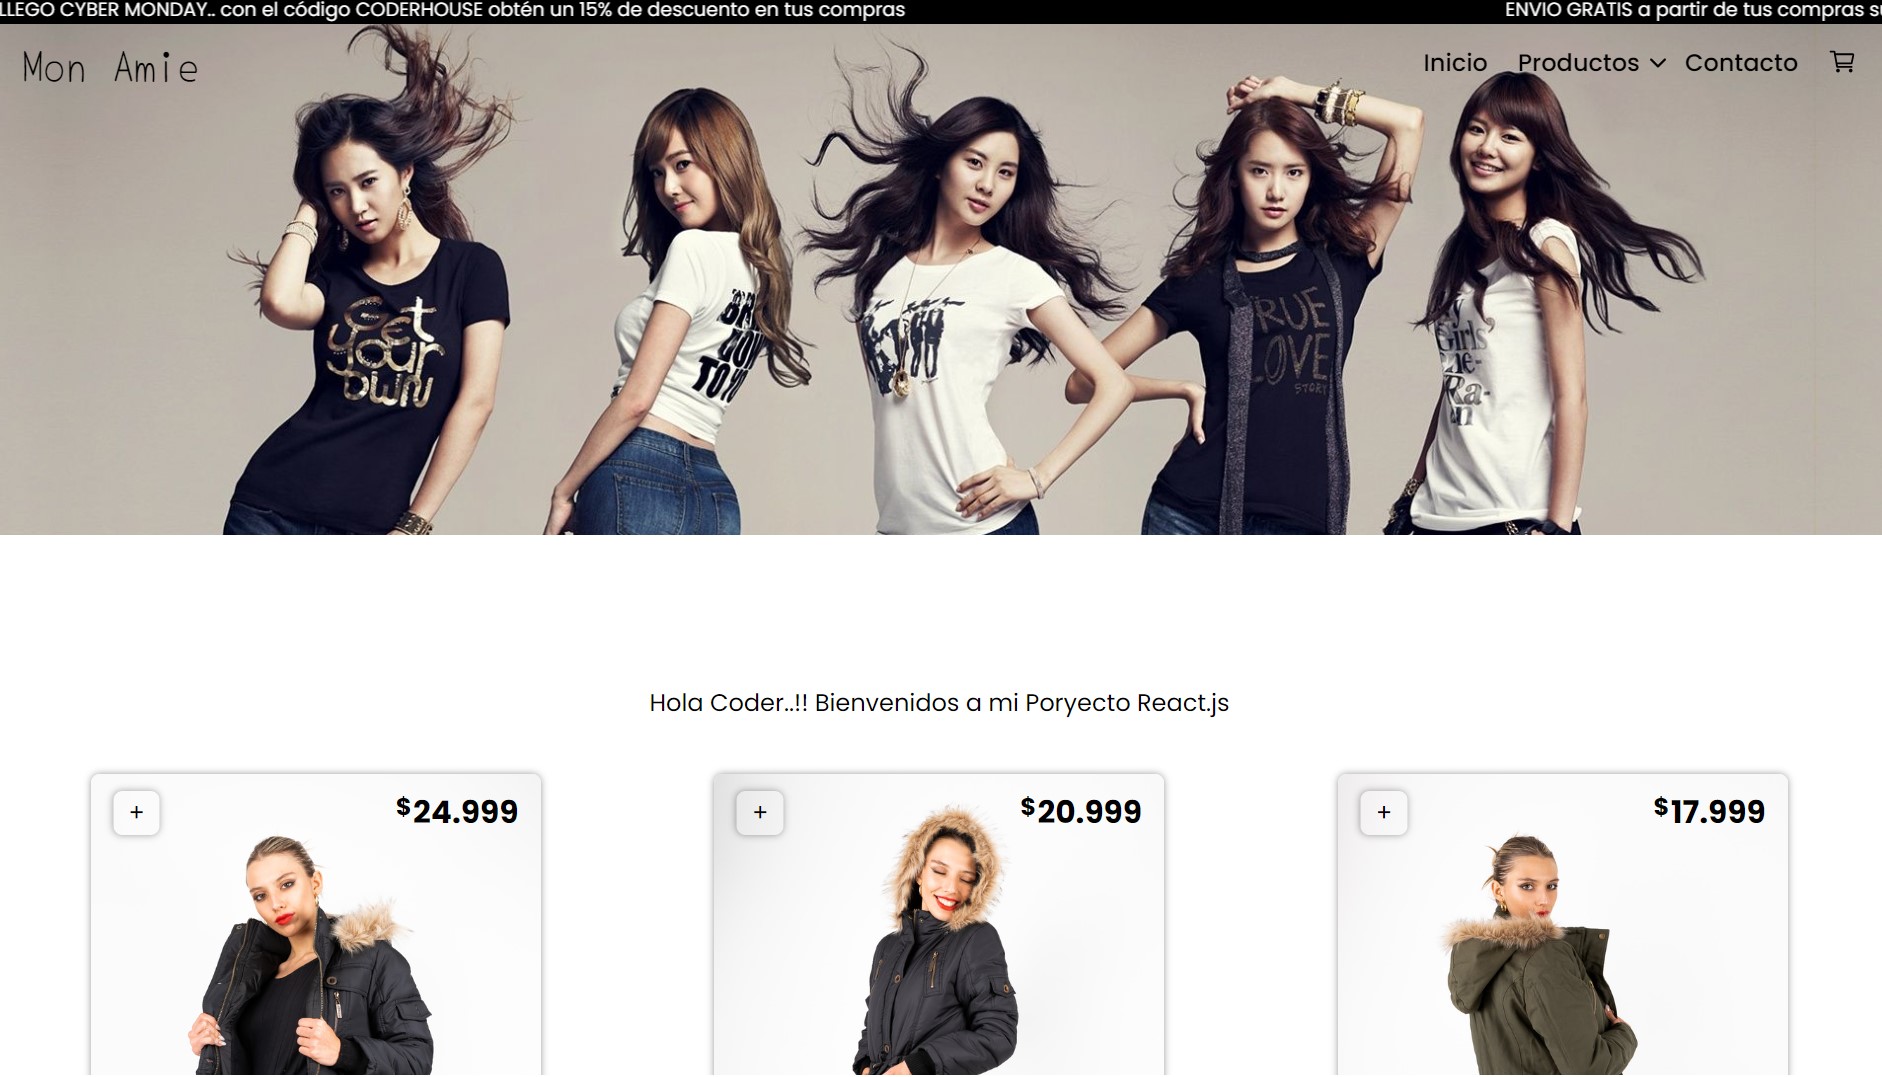 LLEGO CYBER MONDAY.. con el código CODERHOUSE obtén un 15% de descuento en tus compras
ENVIO GRATIS a partir de tus compras
Mon Amie
Inicio
Productos
Contacto
Get
Your
Own
TRUE
LOVE
STORY
Hola Coder..!! Bienvenidos a mi Poryecto React.js
+
$24.999
+
$20.999
+
$17.999